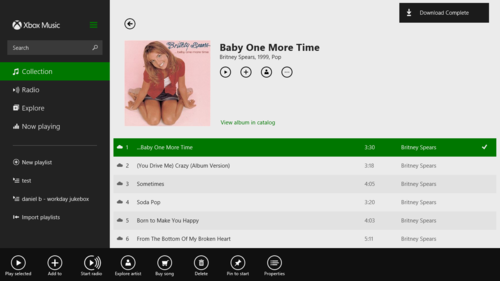 Xbox Music
Download Complete
Search
Collection
Radio
Explore
Now playing
New playlist
test
daniel b - workday jukebox
Import playlists
Britney Spears
Baby One More Time
Britney Spears, 1999, Pop
View album in catalog
1 ...Baby One More Time 3:30 Britney Spears
2 (You Drive Me) Crazy (Album Version) 3:18 Britney Spears
3 Sometimes 4:05 Britney Spears
4 Soda Pop 3:20 Britney Spears
5 Born to Make You Happy 4:03 Britney Spears
6 From The Bottom Of My Broken Heart 5:11 Britney Spears
Play selected
Add to
Start radio
Explore artist
Buy song
Delete
Pin to start
Properties